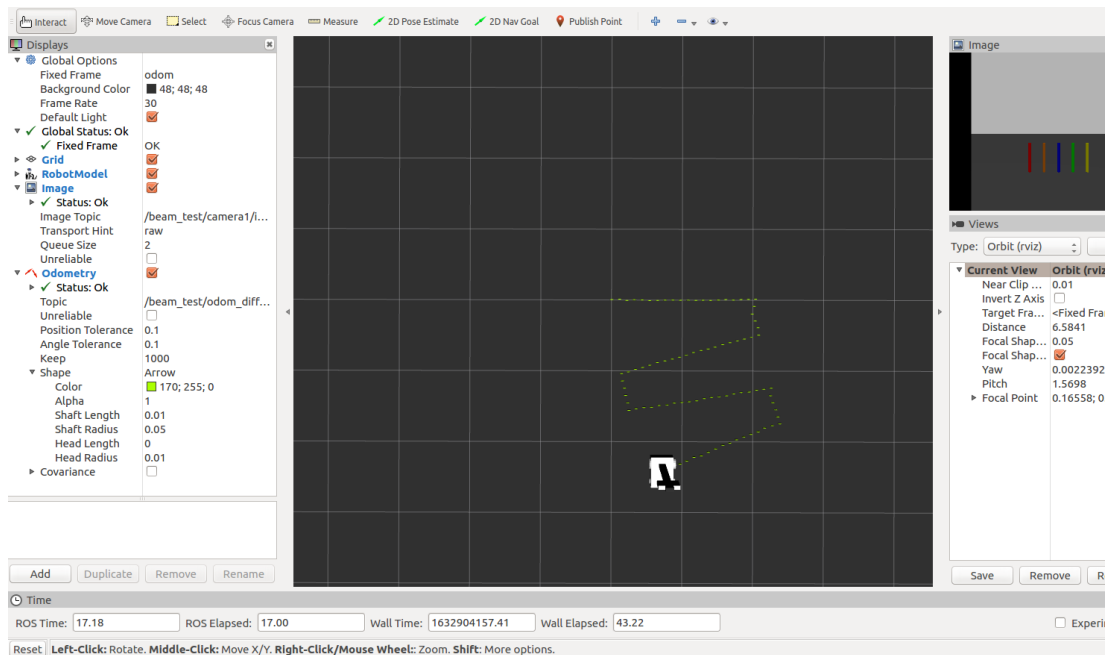 Interact Move Camera Select Focus Camera Measure 2D Pose Estimate 2D Nav Goal Publish Point
Displays
Global Options
Fixed Frame odom
Background Color 48; 48; 48
Frame Rate 30
Default Light
Global Status: Ok
Fixed Frame OK
Grid
RobotModel
Image
Status: Ok
Image Topic /beam_test/camera1/i...
Transport Hint raw
Queue Size 2
Unreliable
Odometry
Status: Ok
Topic /beam_test/odom_diff...
Unreliable
Position Tolerance 0.1
Angle Tolerance 0.1
Keep 1000
Shape Arrow
Color 170; 255; 0
Alpha 1
Shaft Length 0.01
Shaft Radius 0.05
Head Length 0
Head Radius 0.01
Covariance
Add Duplicate Remove Rename
Image
Views
Type: Orbit (rviz)
Current View Orbit (rviz
Near Clip ... 0.01
Invert Z Axis
Target Fra... <Fixed Fra
Distance 6.5841
Focal Shap... 0.05
Focal Shap...
Yaw 0.0022392
Pitch 1.5698
Focal Point 0.16558; 0
Save Remove R
Time
ROS Time: 17.18 ROS Elapsed: 17.00 Wall Time: 1632904157.41 Wall Elapsed: 43.22 Experi
Reset Left-Click: Rotate. Middle-Click: Move X/Y. Right-Click/Mouse Wheel:: Zoom. Shift: More options.